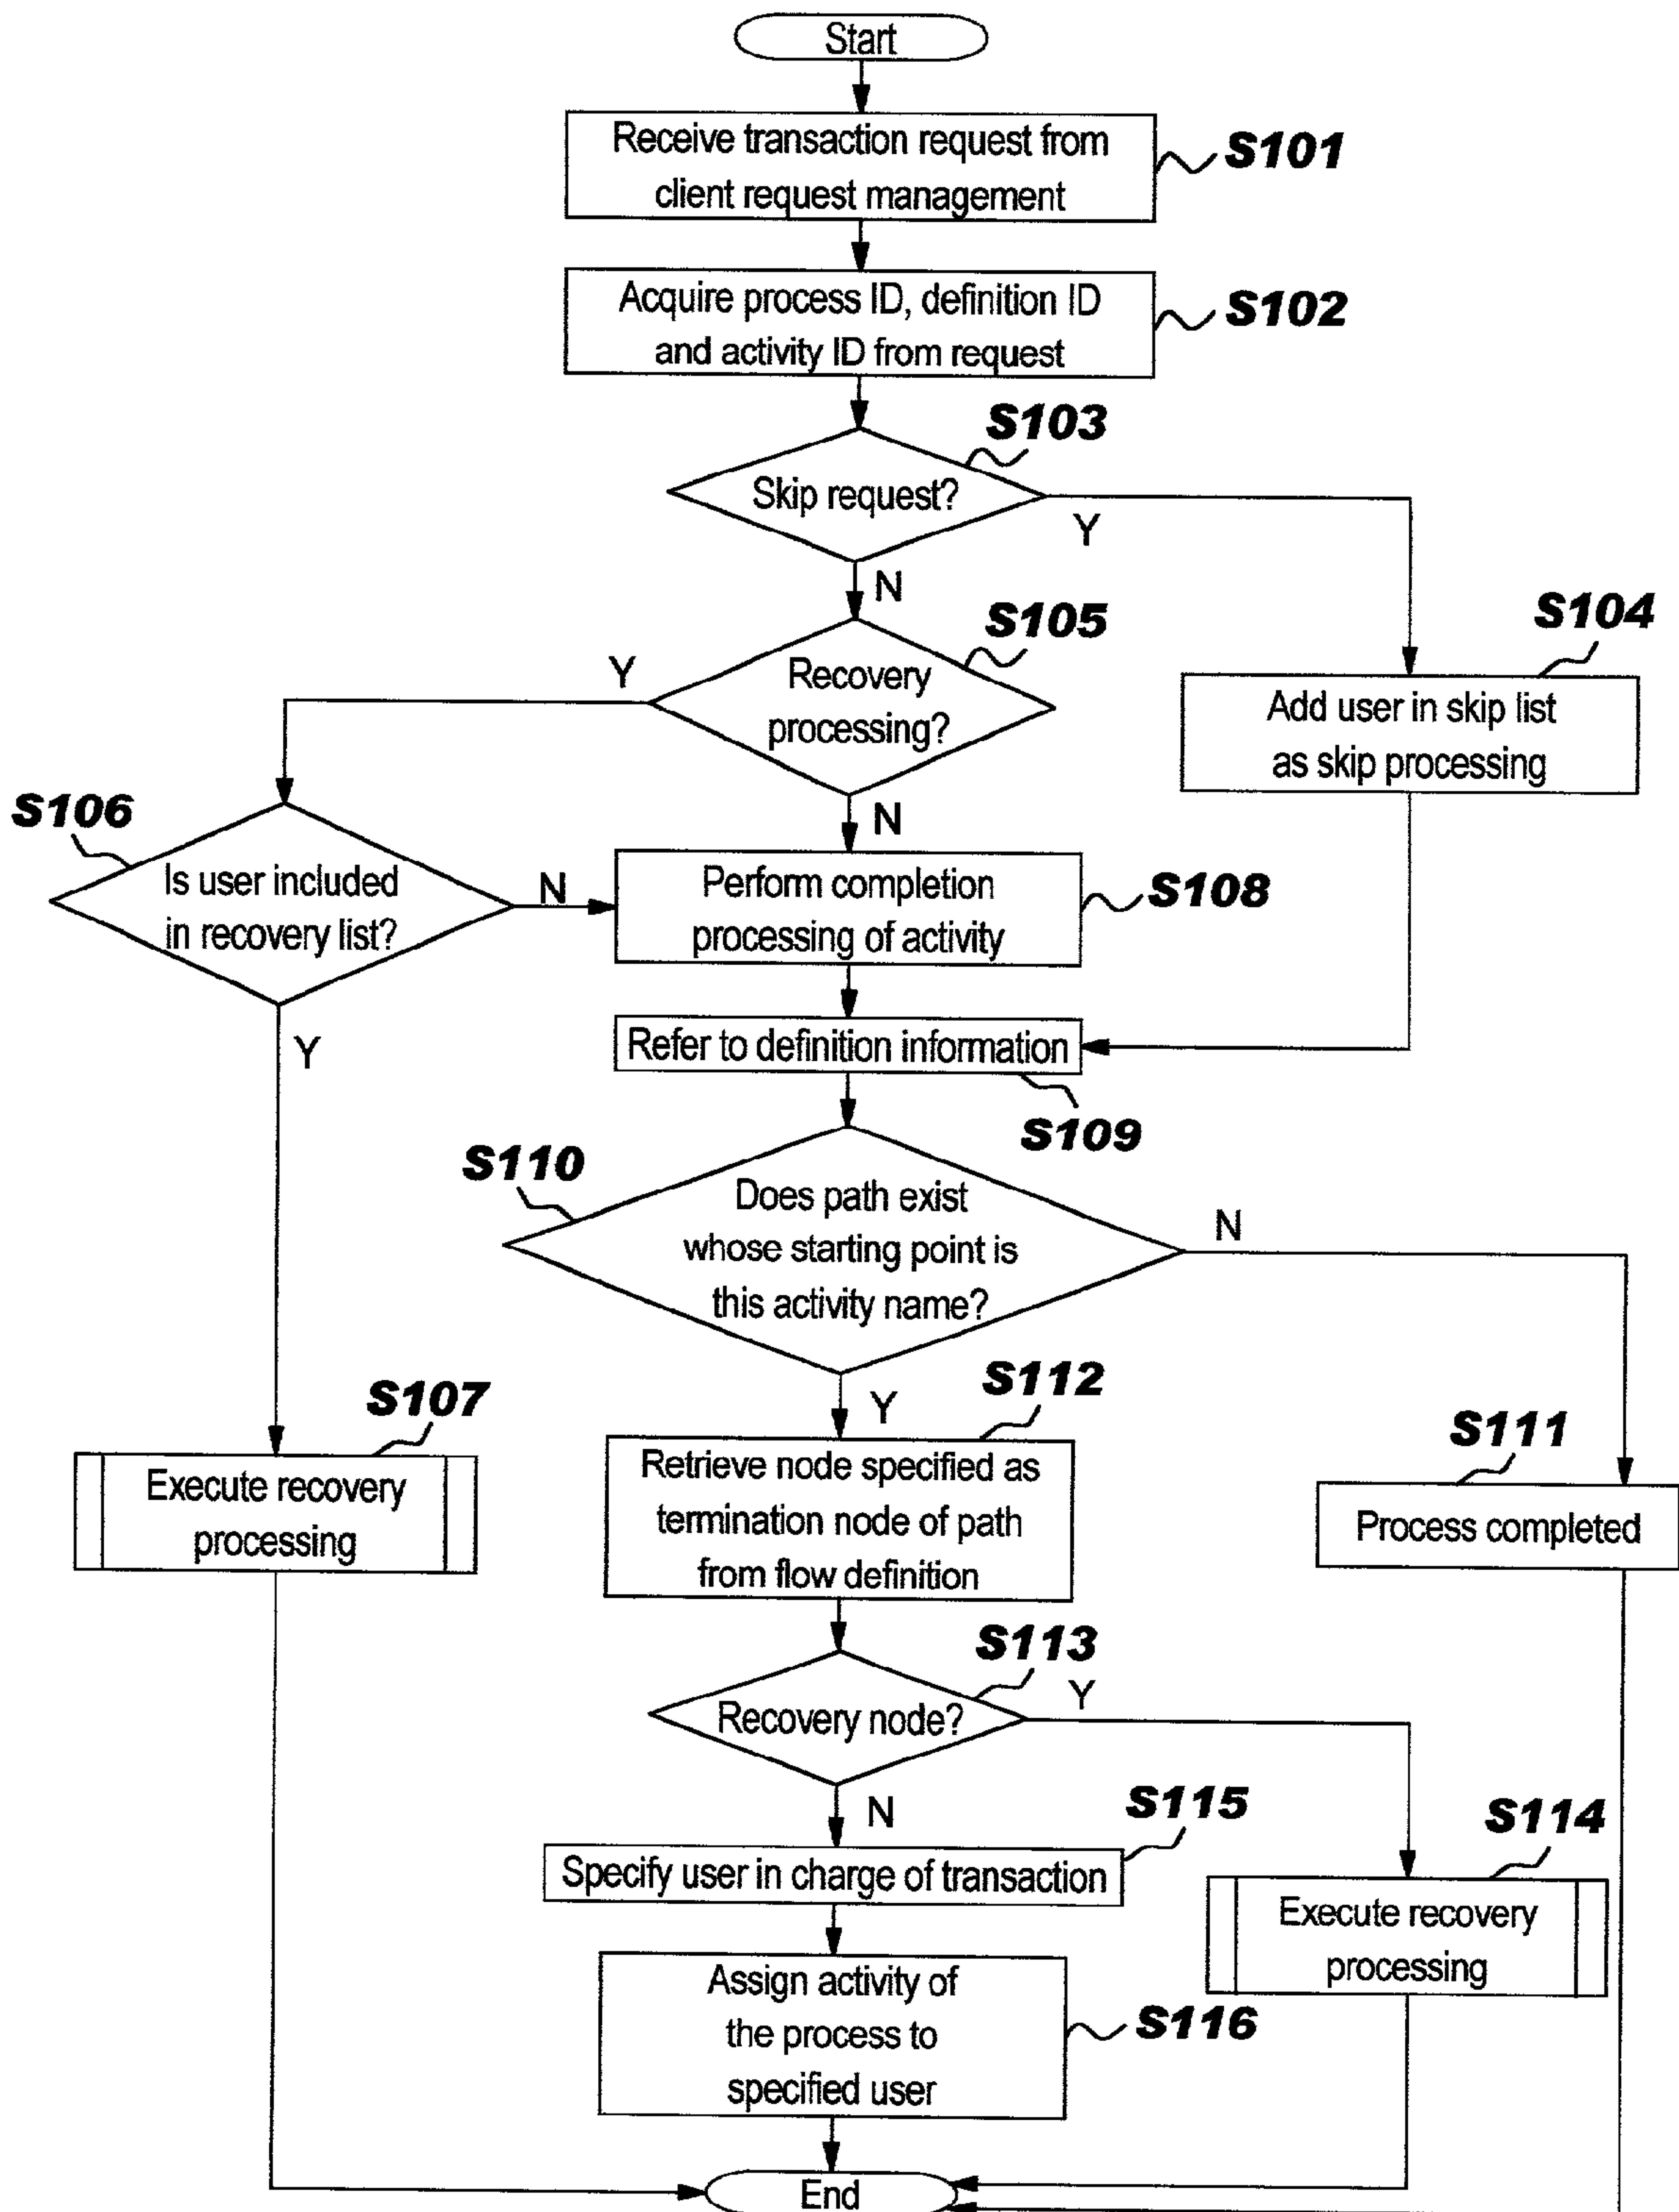 Start
Receive transaction request from
client request management
S101
Acquire process ID, definition ID
and activity ID from request
S102
S103
Skip request?
Y
N
S104
Add user in skip list
as skip processing
S105
Recovery
processing?
Y
N
S106
Is user included
in recovery list?
N
Y
Perform completion
processing of activity
S108
Refer to definition information
S109
S110
Does path exist
whose starting point is
this activity name?
N
Y
S107
Execute recovery
processing
S112
Retrieve node specified as
termination node of path
from flow definition
S111
Process completed
S113
Recovery node?
Y
N
S115
Specify user in charge of transaction
S114
Execute recovery
processing
Assign activity of
the process to
specified user
S116
End